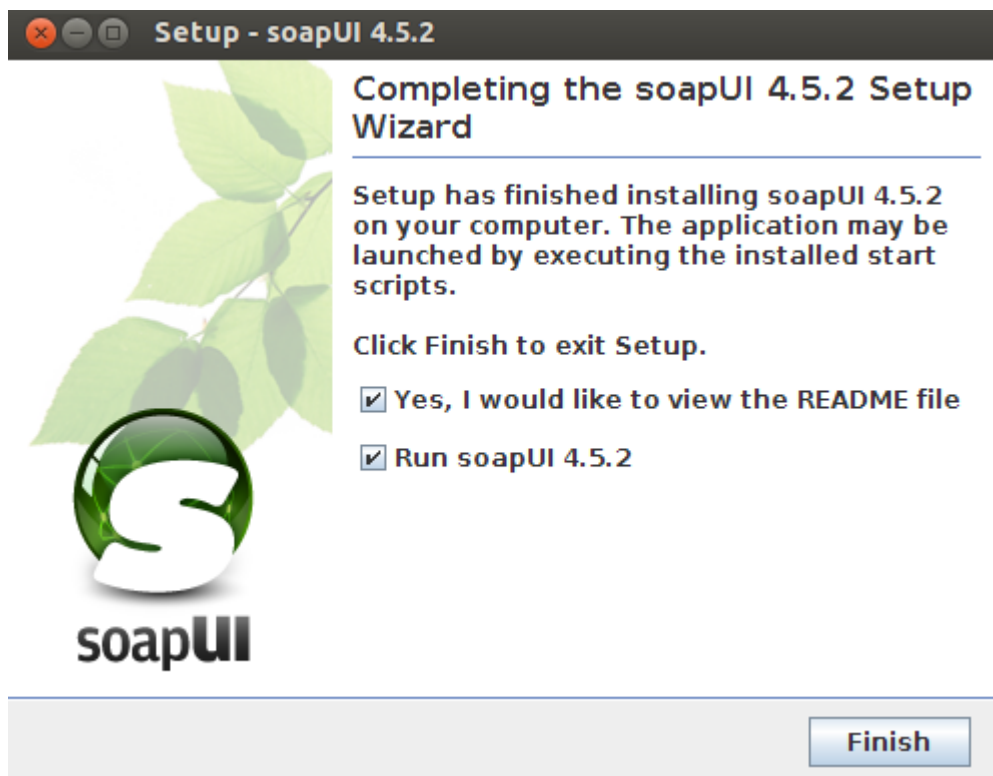 Setup - soapUI 4.5.2
Completing the soapUI 4.5.2 Setup
Wizard
Setup has finished installing soapUI 4.5.2
on your computer. The application may be
launched by executing the installed start
scripts.
Click Finish to exit Setup.
Yes, I would like to view the README file
Run soapUI 4.5.2
S
soapUI
Finish